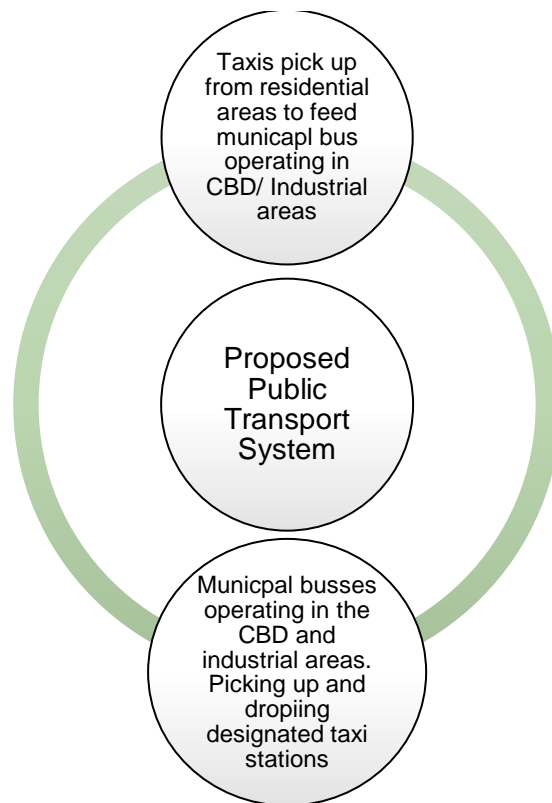 Taxis pick up
from residential
areas to feed
municapl bus
operating in
CBD/ Industrial
areas
Proposed
Public
Transport
System
Municpal busses
operating in the
CBD and
industrial areas.
Picking up and
dropiing
designated taxi
stations